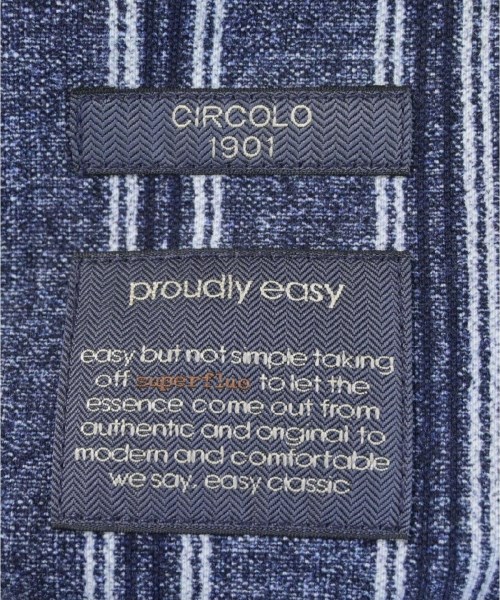 CIRCOLO
1901
proudly easy
easy but not simple taking
off superfluo to let the
essence come out from
authentic and original to
modern and comfortable
we say. easy classic